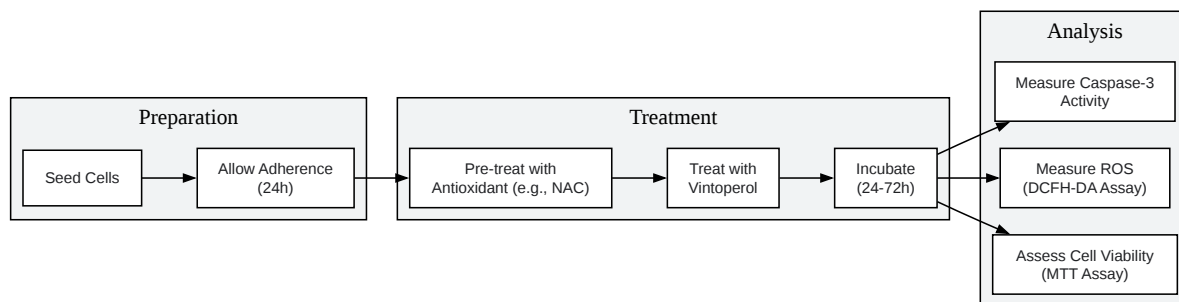 Preparation
Seed Cells
Allow Adherence
(24h)
Treatment
Pre-treat with
Antioxidant (e.g., NAC)
Treat with
Vintoperol
Incubate
(24-72h)
Analysis
Measure Caspase-3
Activity
Measure ROS
(DCFH-DA Assay)
Assess Cell Viability
(MTT Assay)